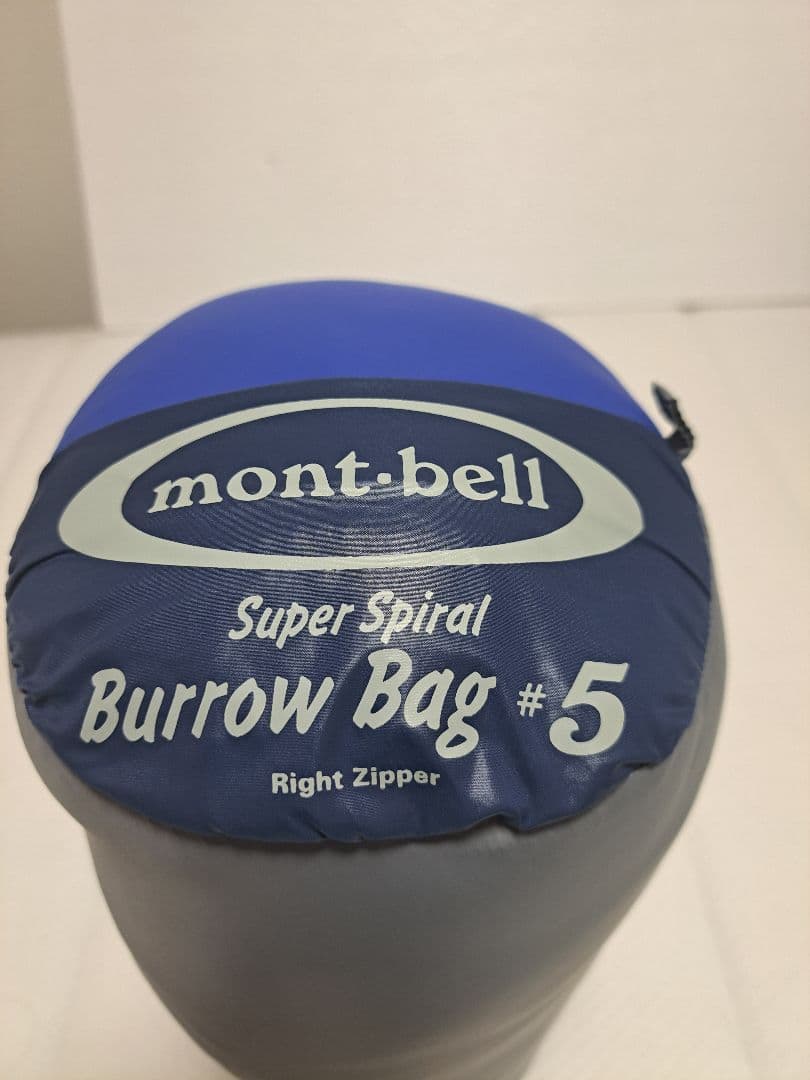 mont·bell
Super Spiral
Burrow Bag #5
Right Zipper